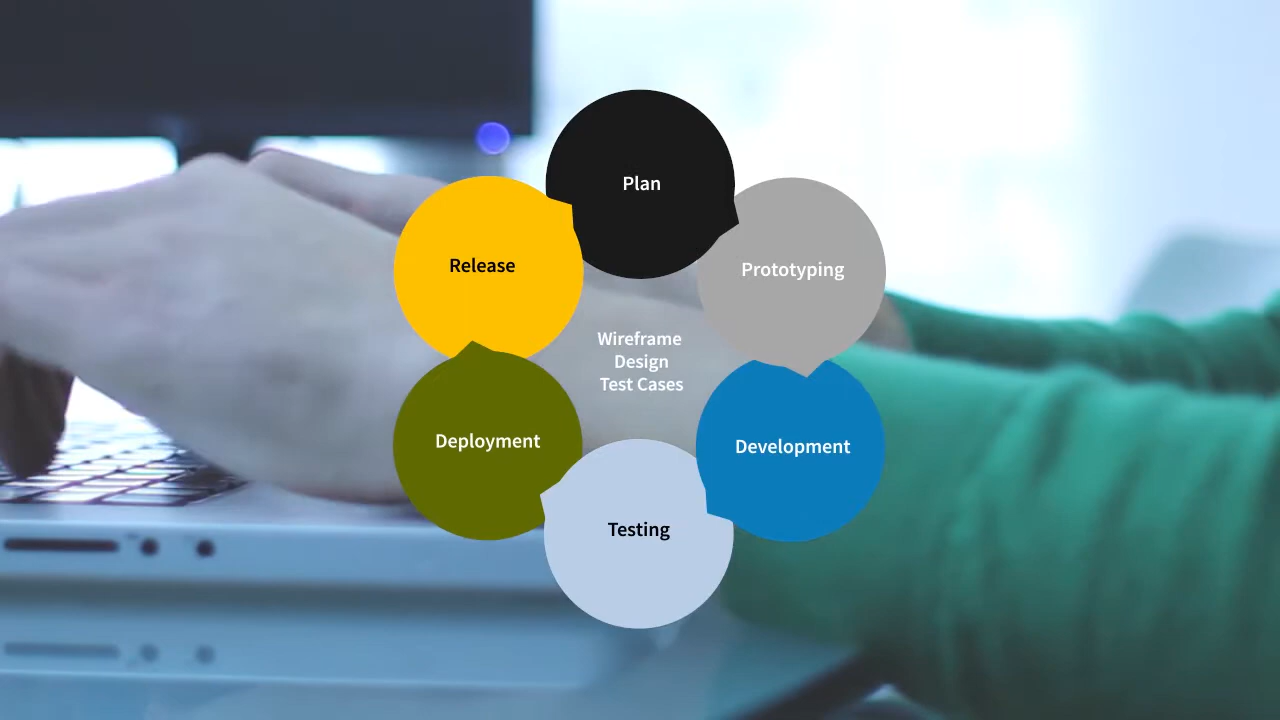 Plan
Prototyping
Development
Testing
Deployment
Release
Wireframe
Design
Test Cases